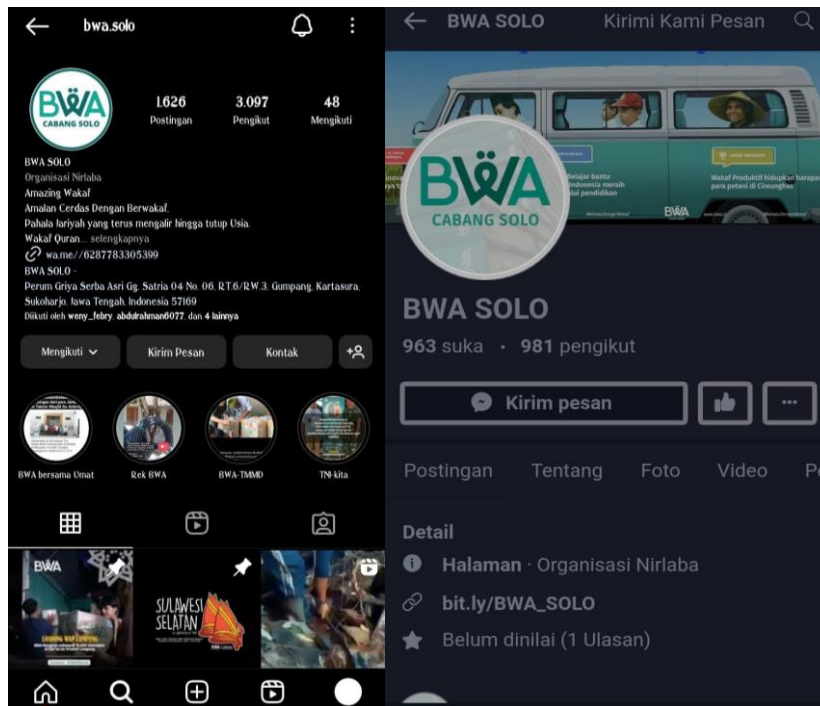 bwa.solo
BWA
CABANG SOLO
1.626
3.097
48
Postingan
Pengikut
Mengikuti
BWA SOLO
Organisasi Nirlaba
Amazing Wakaf
Amalan Cerdas Dengan Berwakaf.
Pahala Jariyah yang terus mengalir hingga tutup Usia.
Wakaf Quran... selengkapnya
wa.me//6287783305399
BWA SOLO -
Perum Griya Serba Asri Gg. Satria 04 No. 06, RT.6/RW.3, Gumpang, Kartasura,
Sukoharjo, Jawa Tengah, Indonesia 57169
Diikuti oleh weny_febry, abdulrahman6077, dan 4 lainnya
Mengikuti
Kirim Pesan
Kontak
BWA bersama Umat
Rek BWA
BWA-TMMD
TNI-kita
BWA
SULAWESI
SELATAN
BWA SOLO
Kirimi Kami Pesan
elajar bantu
ndonesia meraih
lui pendidikan
Wakaf Produktif hidupkan harapan
para petani di Cireunghas
BWA
BWA
CABANG SOLO
BWA SOLO
963 suka · 981 pengikut
Kirim pesan
Postingan
Tentang
Foto
Video
Detail
Halaman · Organisasi Nirlaba
bit.ly/BWA_SOLO
Belum dinilai (1 Ulasan)